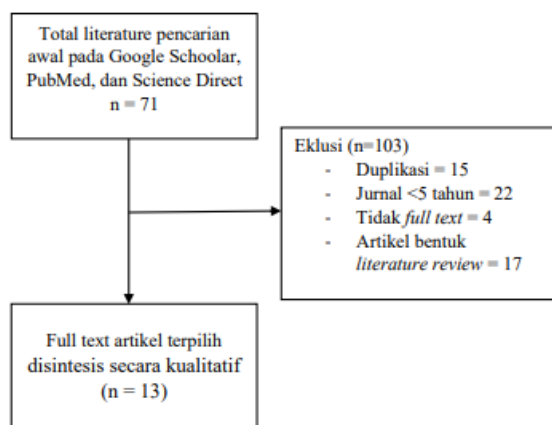 Total literature pencarian
awal pada Google Schoolar,
PubMed, dan Science Direct
n = 71
Eklusi (n=103)
- Duplikasi = 15
- Jurnal <5 tahun = 22
- Tidak full text = 4
- Artikel bentuk
literature review = 17
Full text artikel terpilih
disintesis secara kualitatif
(n = 13)